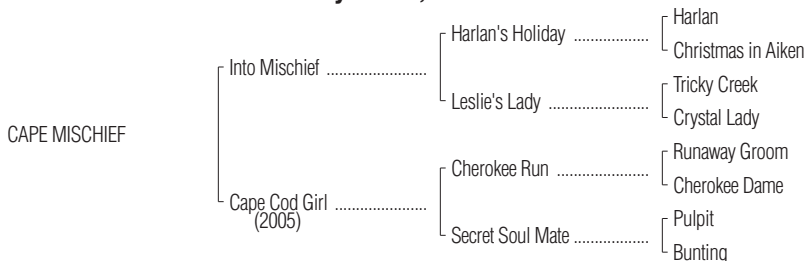 Harlan
Harlan's Holiday ..................
Christmas in Aiken
Into Mischief ........................
Tricky Creek
Leslie's Lady ........................
Crystal Lady
CAPE MISCHIEF
Runaway Groom
Cherokee Run ......................
Cherokee Dame
Cape Cod Girl ......................
(2005)
Pulpit
Secret Soul Mate ..................
Bunting